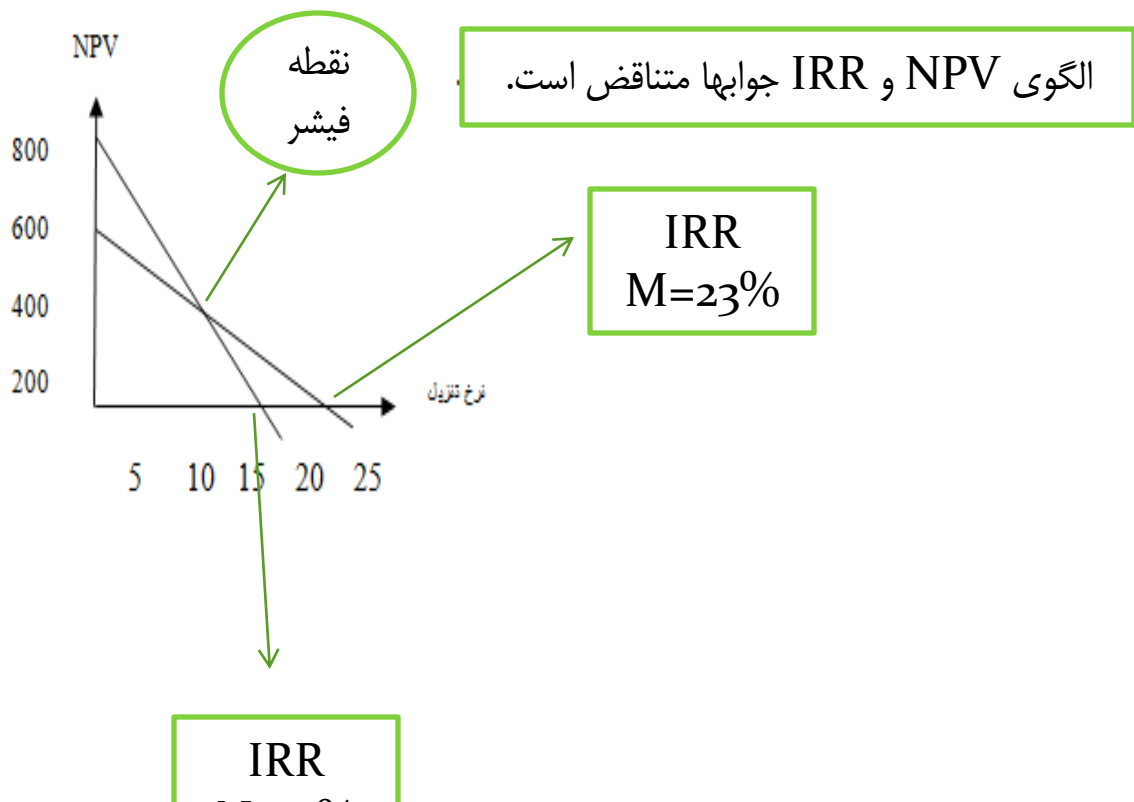 NPV
نقطه
فیشر
الگوی NPV و IRR جوابها متناقض است.
800
600
400
200
IRR
M=23%
نرخ تنزیل
5 10 15 20 25
IRR